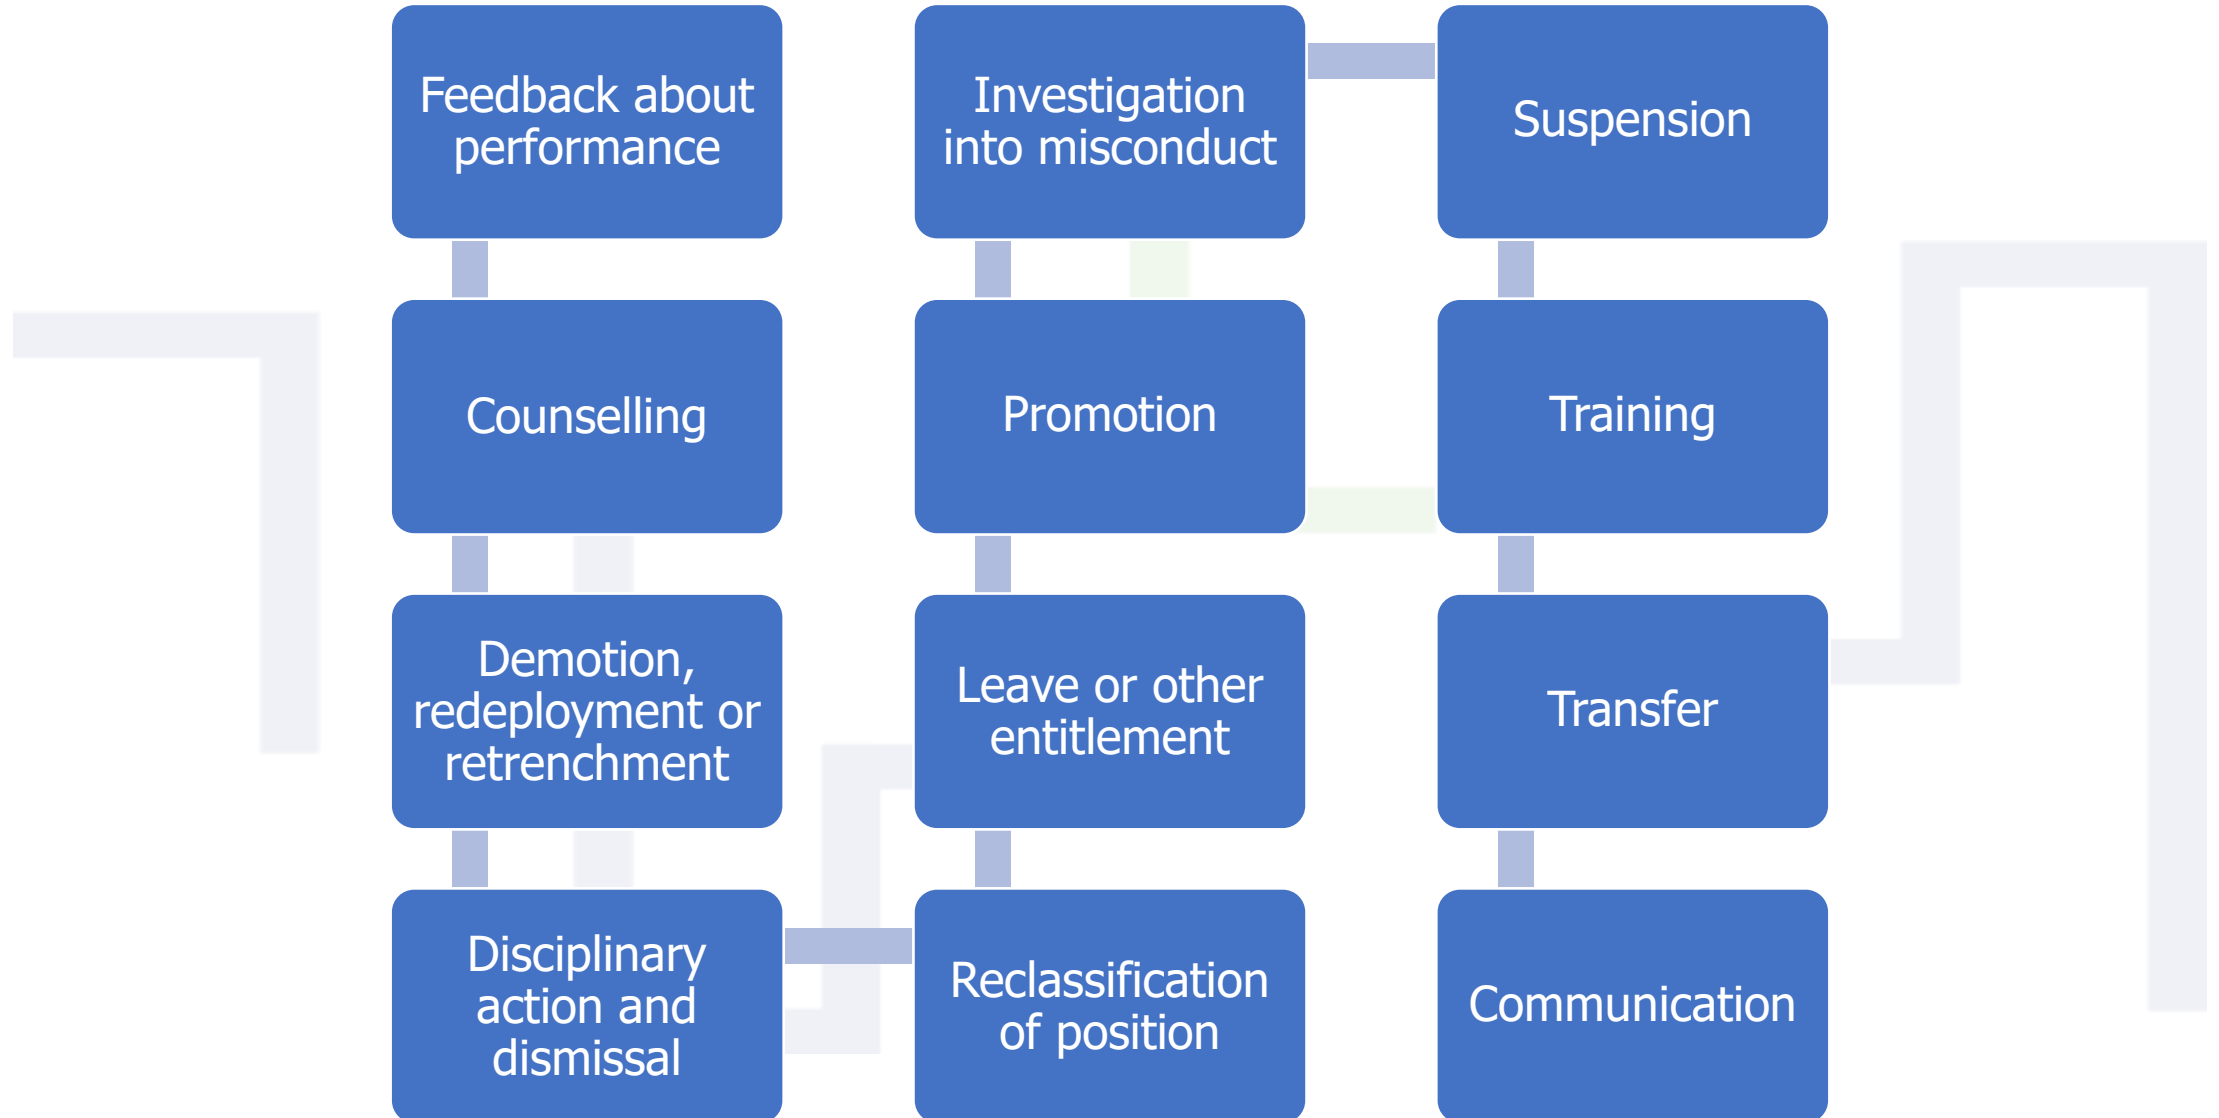 Feedback about
performance
Counselling
Demotion,
redeployment or
retrenchment
Disciplinary
action and
dismissal
Reclassification
of position
Leave or other
entitlement
Promotion
Investigation
into misconduct
Suspension
Training
Transfer
Communication